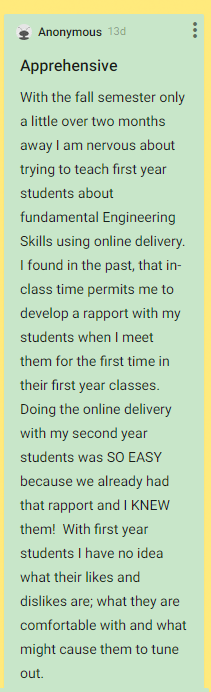 Anonymous 13d
Apprehensive
With the fall semester only
a little over two months
away I am nervous about
trying to teach first year
students about
fundamental Engineering
Skills using online delivery.
I found in the past, that in-
class time permits me to
develop a rapport with my
students when I meet
them for the first time in
their first year classes.
Doing the online delivery
with my second year
students was SO EASY
because we already had
that rapport and I KNEW
them!  With first year
students I have no idea
what their likes and
dislikes are; what they are
comfortable with and what
might cause them to tune
out.